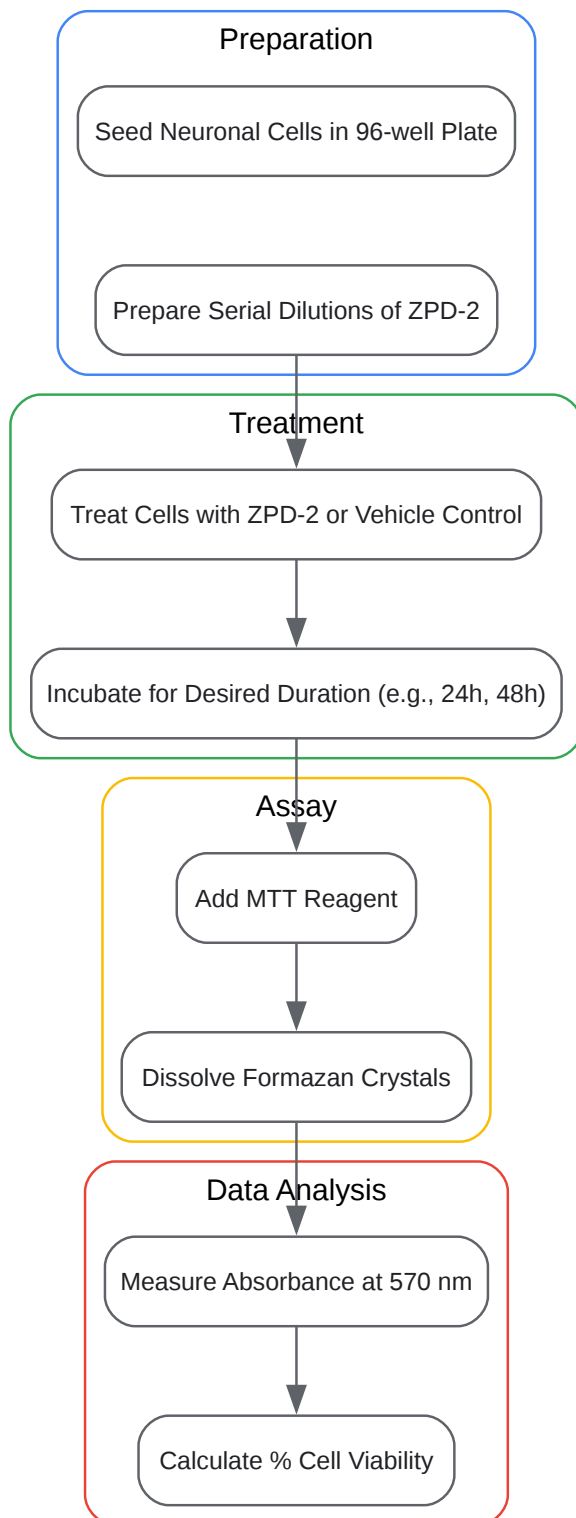 Preparation
Seed Neuronal Cells in 96-well Plate
Prepare Serial Dilutions of ZPD-2
Treatment
Treat Cells with ZPD-2 or Vehicle Control
Incubate for Desired Duration (e.g., 24h, 48h)
Assay
Add MTT Reagent
Dissolve Formazan Crystals
Data Analysis
Measure Absorbance at 570 nm
Calculate % Cell Viability